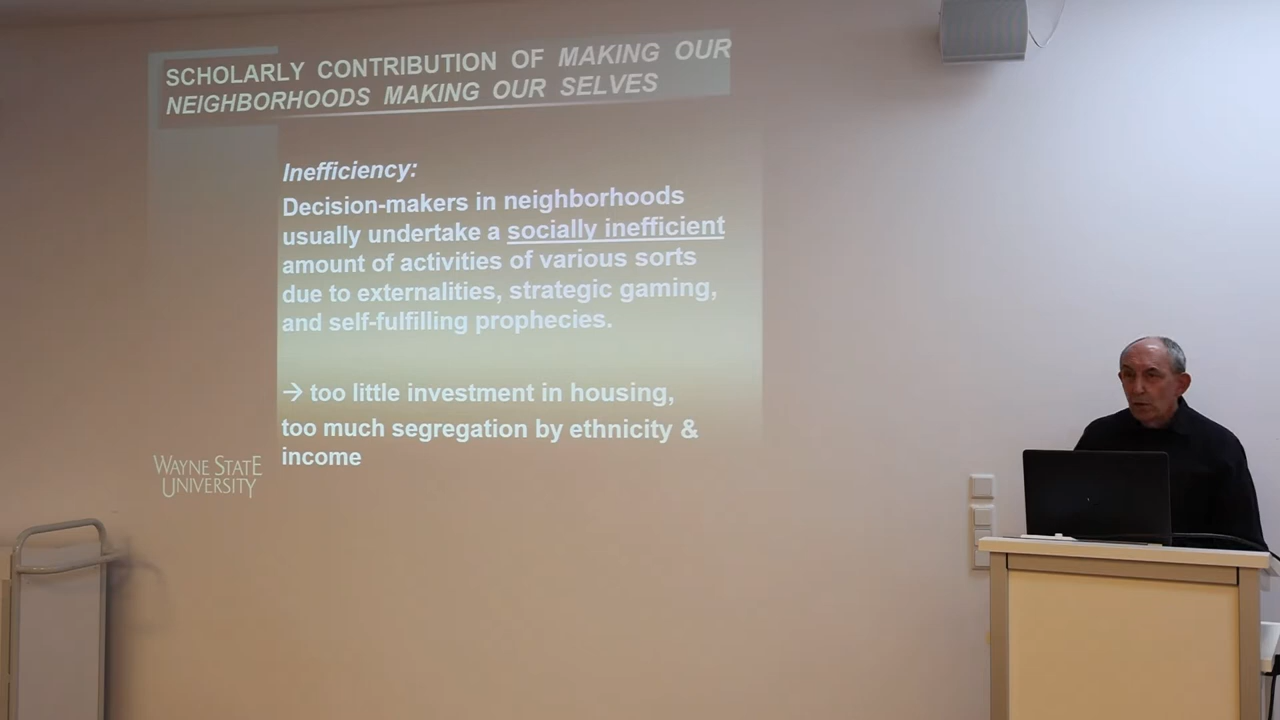 SCHOLARLY CONTRIBUTION OF MAKING OUR
NEIGHBORHOODS MAKING OUR SELVES
Inefficiency:
Decision-makers in neighborhoods
usually undertake a socially inefficient
amount of activities of various sorts
due to externalities, strategic gaming,
and self-fulfilling prophecies.
→ too little investment in housing,
too much segregation by ethnicity &
income
WAYNE STATE
UNIVERSITY